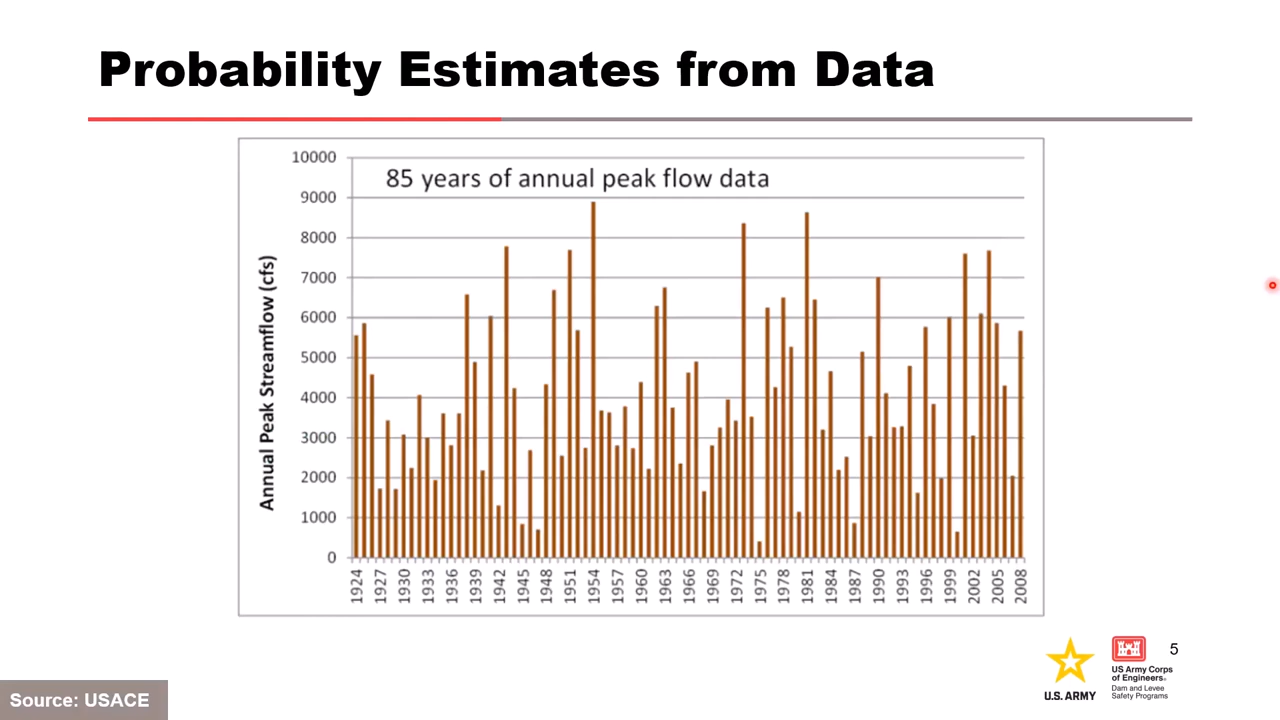 Probability Estimates from Data
85 years of annual peak flow data
Annual Peak Streamflow (cfs)
10000
9000
8000
7000
6000
5000
4000
3000
2000
1000
0
1924 1927 1930 1933 1936 1939 1942 1945 1948 1951 1954 1957 1960 1963 1966 1969 1972 1975 1978 1981 1984 1987 1990 1993 1996 1999 2002 2005 2008
U.S. ARMY
US Army Corps
of Engineers®
Dam and Levee
Safety Programs
5
Source: USACE